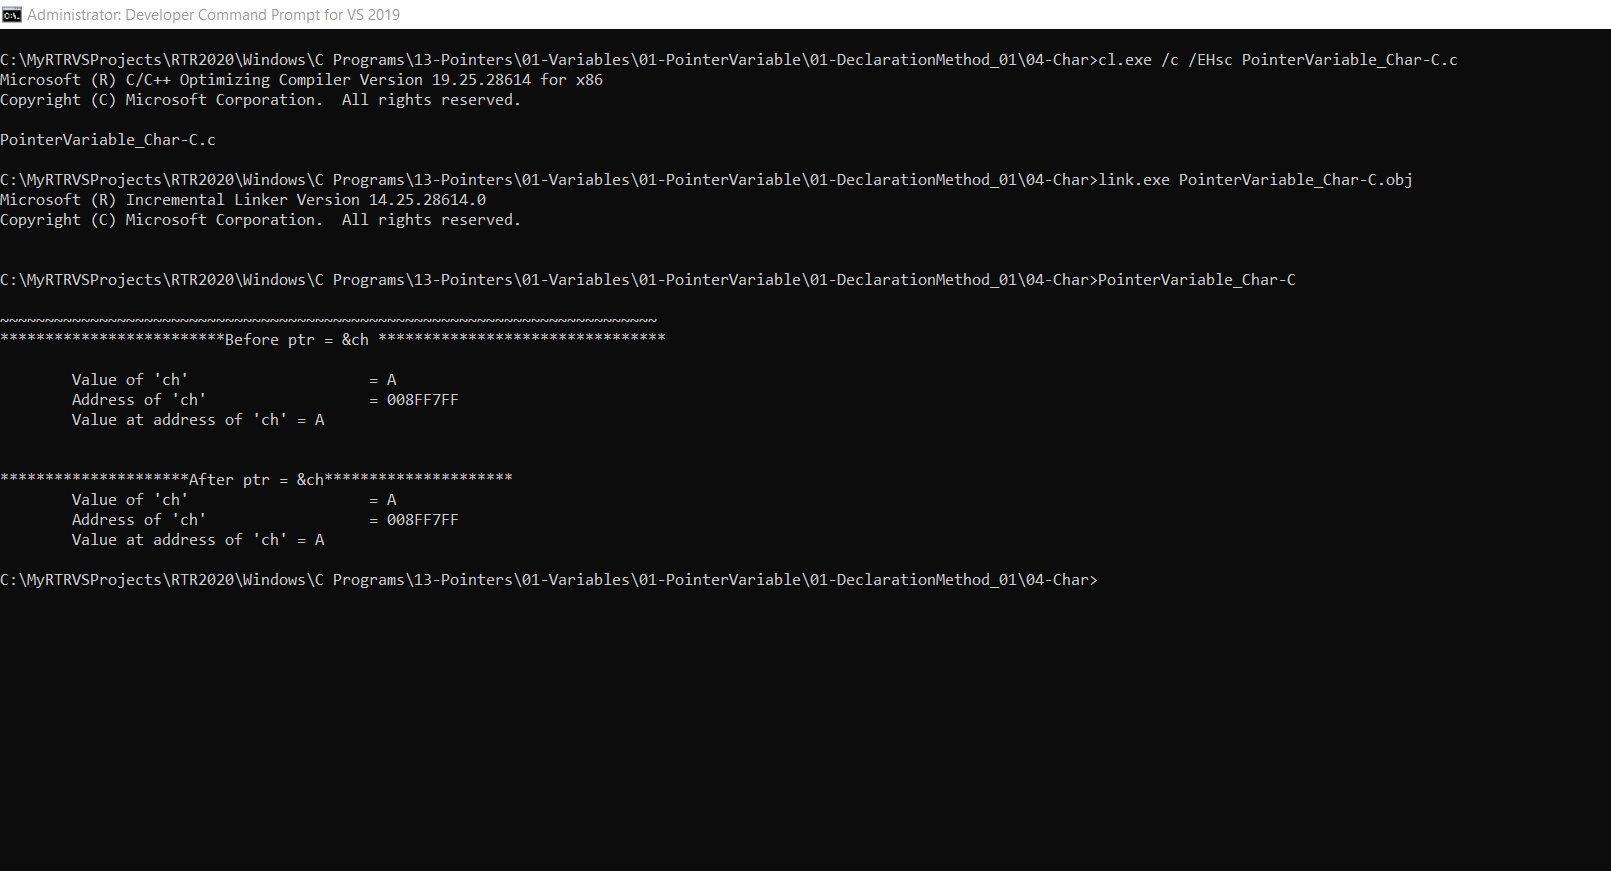 Administrator: Developer Command Prompt for VS 2019
C:\MyRTRVSProjects\RTR2020\Windows\C Programs\13-Pointers\01-Variables\01-PointerVariable\01-DeclarationMethod_01\04-Char>cl.exe /c /EHsc PointerVariable_Char-C.c
Microsoft (R) C/C++ Optimizing Compiler Version 19.25.28614 for x86
Copyright (C) Microsoft Corporation.  All rights reserved.
PointerVariable_Char-C.c
C:\MyRTRVSProjects\RTR2020\Windows\C Programs\13-Pointers\01-Variables\01-PointerVariable\01-DeclarationMethod_01\04-Char>link.exe PointerVariable_Char-C.obj
Microsoft (R) Incremental Linker Version 14.25.28614.0
Copyright (C) Microsoft Corporation.  All rights reserved.
C:\MyRTRVSProjects\RTR2020\Windows\C Programs\13-Pointers\01-Variables\01-PointerVariable\01-DeclarationMethod_01\04-Char>PointerVariable_Char-C
~~~~~~~~~~~~~~~~~~~~~~~~~~~~~~~~~~~~~~~~~~~~~~~~~~~~~~~~~~~~~~~~~~~~~~~~~
*************************Before ptr = &ch ********************************
Value of 'ch' = A
Address of 'ch' = 008FF7FF
Value at address of 'ch' = A
*********************After ptr = &ch*********************
Value of 'ch' = A
Address of 'ch' = 008FF7FF
Value at address of 'ch' = A
C:\MyRTRVSProjects\RTR2020\Windows\C Programs\13-Pointers\01-Variables\01-PointerVariable\01-DeclarationMethod_01\04-Char>